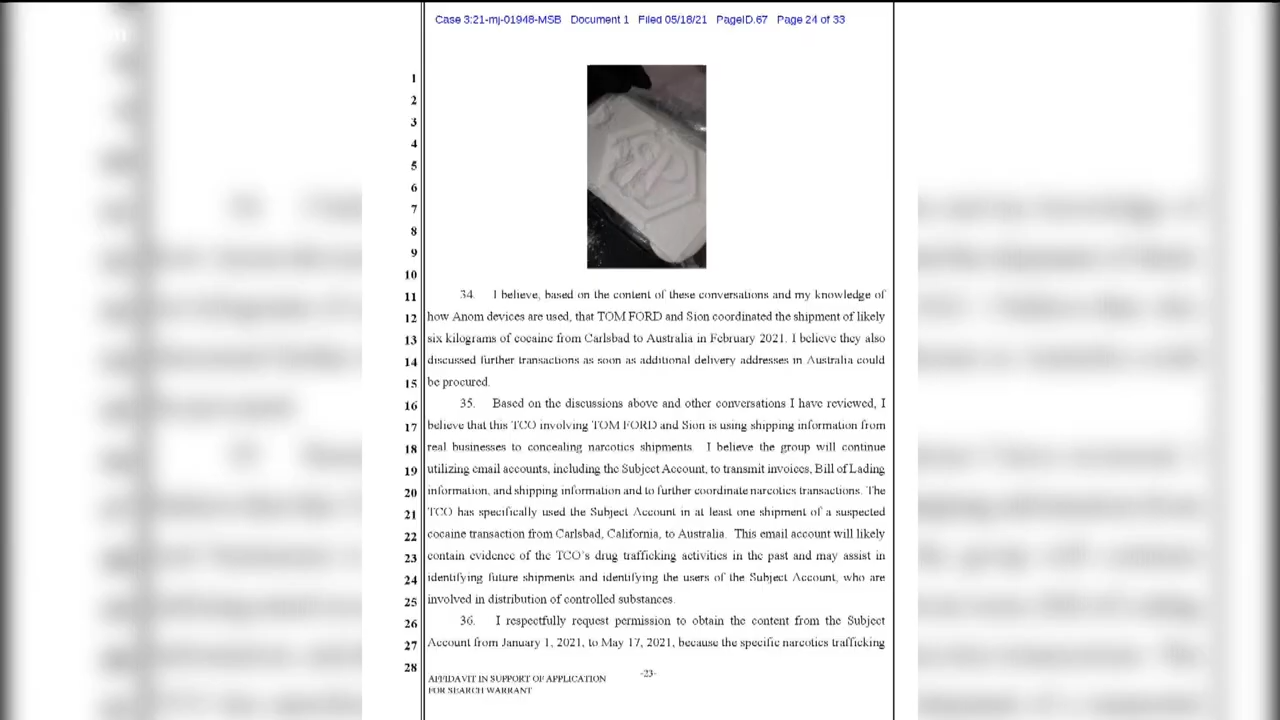 Case 3:21-mj-01948-MSB Document 1 Filed 05/18/21 PageID.67 Page 24 of 33
1
2
3
4
5
6
7
8
9
10
11 34. I believe, based on the content of these conversations and my knowledge of
12 how Anom devices are used, that TOM FORD and Sion coordinated the shipment of likely
13 six kilograms of cocaine from Carlsbad to Australia in February 2021. I believe they also
14 discussed further transactions as soon as additional delivery addresses in Australia could
15 be procured.
16 35. Based on the discussions above and other conversations I have reviewed, I
17 believe that this TCO involving TOM FORD and Sion is using shipping information from
18 real businesses to concealing narcotics shipments. I believe the group will continue
19 utilizing email accounts, including the Subject Account, to transmit invoices, Bill of Lading
20 information, and shipping information and to further coordinate narcotics transactions. The
21 TCO has specifically used the Subject Account in at least one shipment of a suspected
22 cocaine transaction from Carlsbad, California, to Australia. This email account will likely
23 contain evidence of the TCO's drug trafficking activities in the past and may assist in
24 identifying future shipments and identifying the users of the Subject Account, who are
25 involved in distribution of controlled substances.
26 36. I respectfully request permission to obtain the content from the Subject
27 Account from January 1, 2021, to May 17, 2021, because the specific narcotics trafficking
28
-23-
AFFIDAVIT IN SUPPORT OF APPLICATION
FOR SEARCH WARRANT